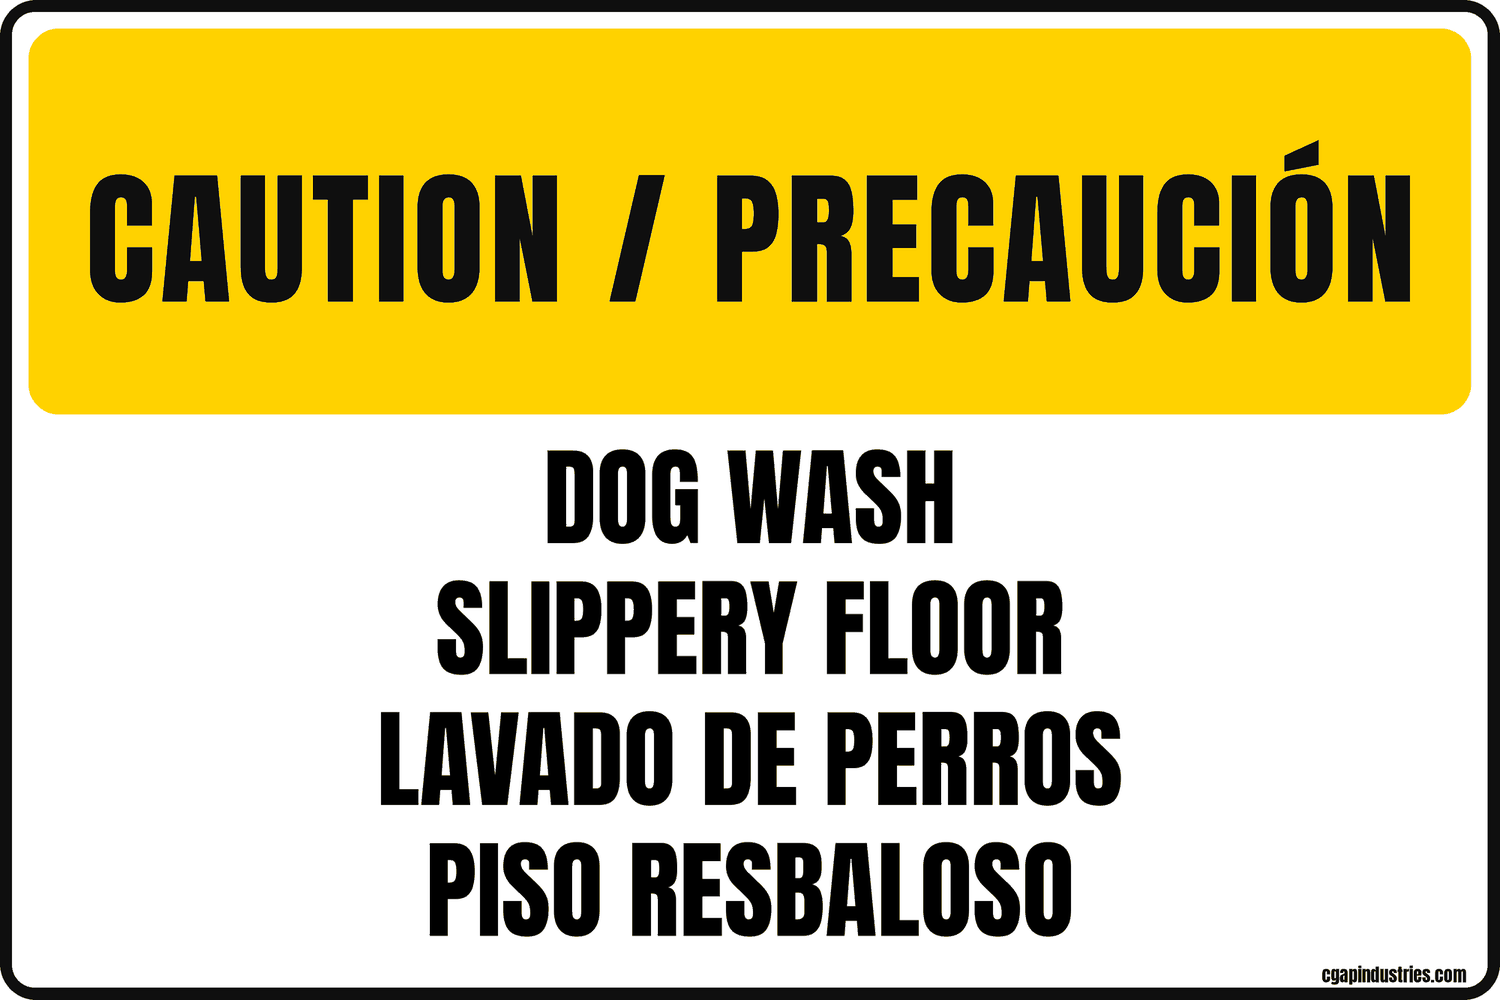 CAUTION / PRECAUCIÓN
DOG WASH
SLIPPERY FLOOR
LAVADO DE PERROS
PISO RESBALOSO
cgapindustries.com